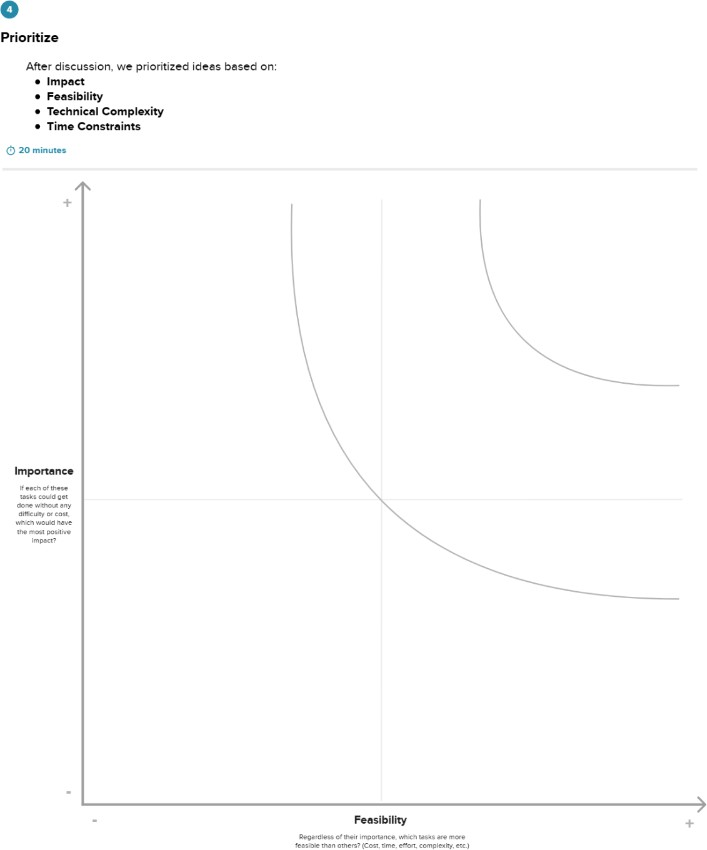 4
Prioritize
After discussion, we prioritized ideas based on:
• Impact
• Feasibility
• Technical Complexity
• Time Constraints
20 minutes
+
Importance
If each of these
tasks could get
done without any
difficulty or cost,
which would have
the most positive
impact?
-
-
Feasibility
+
Regardless of their importance, which tasks are more
feasible than others? (Cost, time, effort, complexity, etc.)